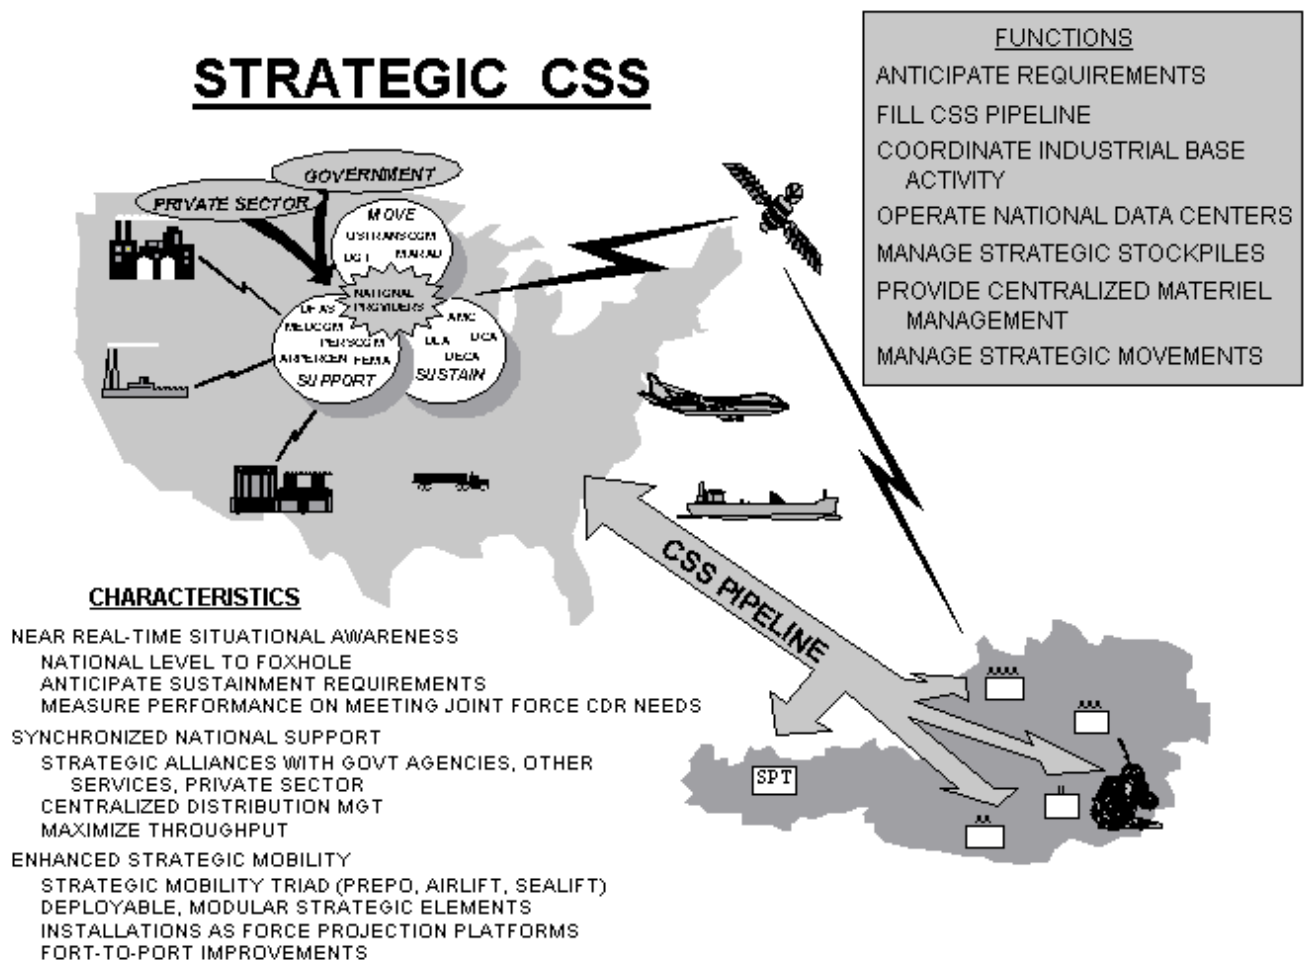 STRATEGIC CSS
FUNCTIONS
ANTICIPATE REQUIREMENTS
FILL CSS PIPELINE
COORDINATE INDUSTRIAL BASE
ACTIVITY
OPERATE NATIONAL DATA CENTERS
MANAGE STRATEGIC STOCKPILES
PROVIDE CENTRALIZED MATERIEL
MANAGEMENT
MANAGE STRATEGIC MOVEMENTS
GOVERNMENT
PRIVATE SECTOR
MOVE
USTRANSCOM
MARAD
NATIONAL
PROVIDERS
DFAS
MEDCOM
PERSCOM
ARPERCEN FEMA
SUPPORT
AMC
DLA
DECA
SUSTAIN
CSS PIPELINE
SPT
CHARACTERISTICS
NEAR REAL-TIME SITUATIONAL AWARENESS
NATIONAL LEVEL TO FOXHOLE
ANTICIPATE SUSTAINMENT REQUIREMENTS
MEASURE PERFORMANCE ON MEETING JOINT FORCE CDR NEEDS
SYNCHRONIZED NATIONAL SUPPORT
STRATEGIC ALLIANCES WITH GOVT AGENCIES, OTHER
SERVICES, PRIVATE SECTOR
CENTRALIZED DISTRIBUTION MGT
MAXIMIZE THROUGHPUT
ENHANCED STRATEGIC MOBILITY
STRATEGIC MOBILITY TRIAD (PREPO, AIRLIFT, SEALIFT)
DEPLOYABLE, MODULAR STRATEGIC ELEMENTS
INSTALLATIONS AS FORCE PROJECTION PLATFORMS
FORT-TO-PORT IMPROVEMENTS